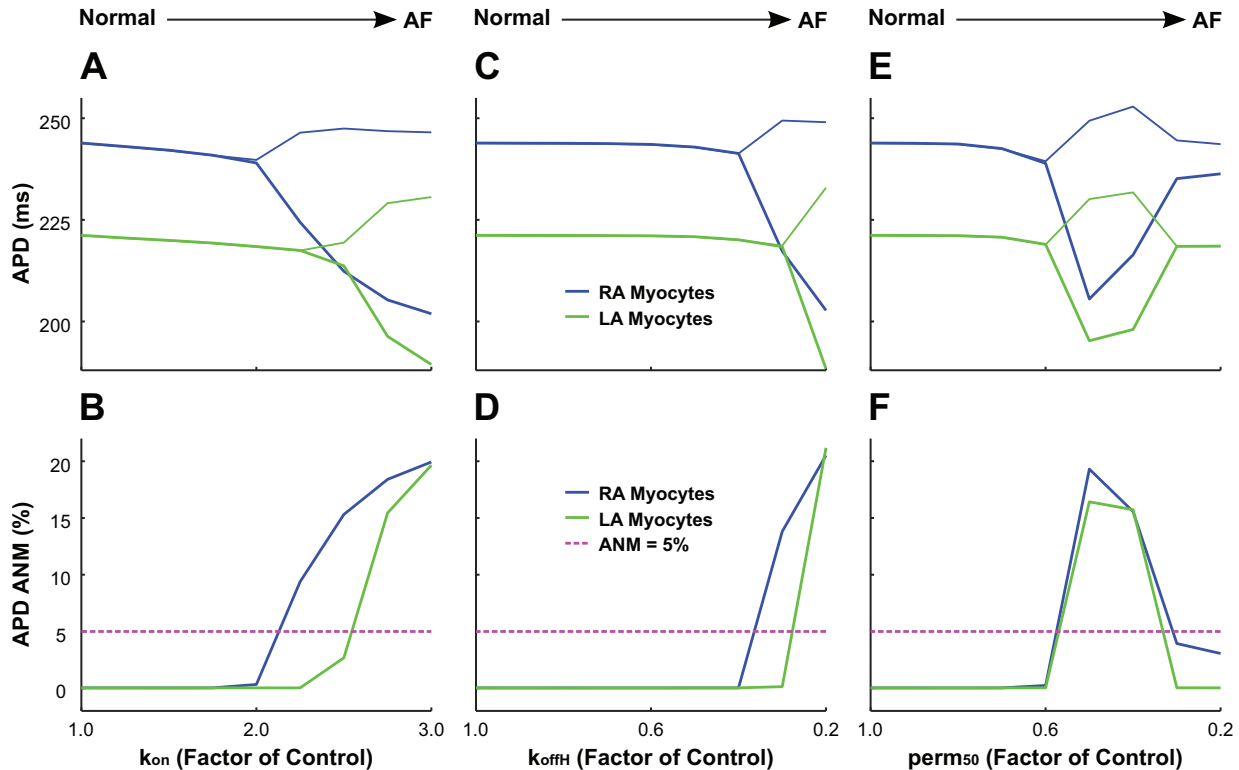 Normal AF Normal AF Normal AF
A C E
250
225
200
APD (ms)
RA Myocytes
LA Myocytes
B D F
20
15
10
5
0
APD ANM (%)
RA Myocytes
LA Myocytes
ANM = 5%
1.0 2.0 3.0 1.0 0.6 0.2 1.0 0.6 0.2
kon (Factor of Control) koffH (Factor of Control) perm50 (Factor of Control)